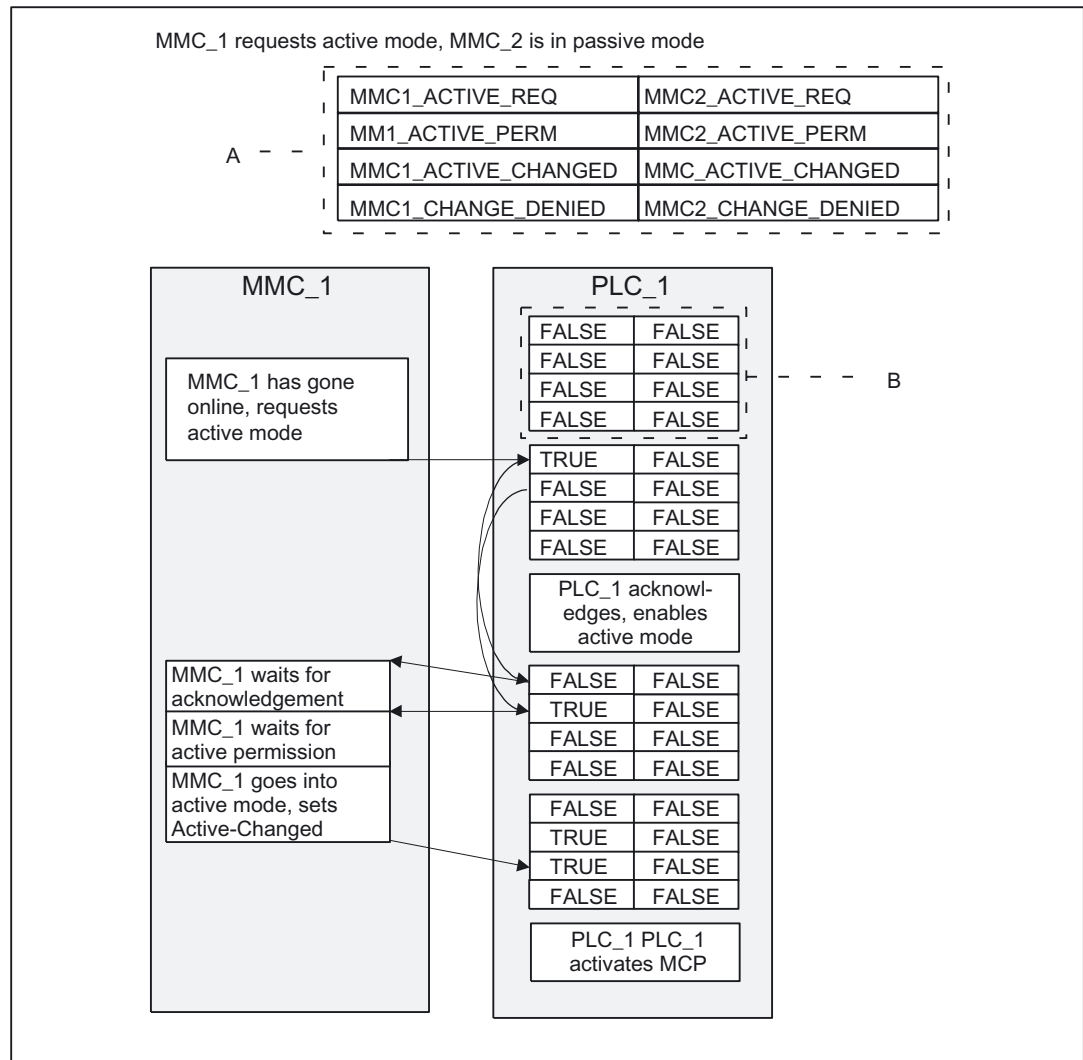 MMC_1 requests active mode, MMC_2 is in passive mode
MMC1_ACTIVE_REQ MMC2_ACTIVE_REQ
MM1_ACTIVE_PERM MMC2_ACTIVE_PERM
A
MMC1_ACTIVE_CHANGED MMC_ACTIVE_CHANGED
MMC1_CHANGE_DENIED MMC2_CHANGE_DENIED
MMC_1
MMC_1 has gone
online, requests
active mode
MMC_1 waits for
acknowledgement
MMC_1 waits for
active permission
MMC_1 goes into
active mode, sets
Active-Changed
PLC_1
FALSE FALSE
FALSE FALSE
FALSE FALSE
FALSE FALSE
B
TRUE FALSE
FALSE FALSE
FALSE FALSE
FALSE FALSE
PLC_1 acknowl-
edges, enables
active mode
FALSE FALSE
TRUE FALSE
FALSE FALSE
FALSE FALSE
FALSE FALSE
TRUE FALSE
TRUE FALSE
FALSE FALSE
PLC_1 PLC_1
activates MCP